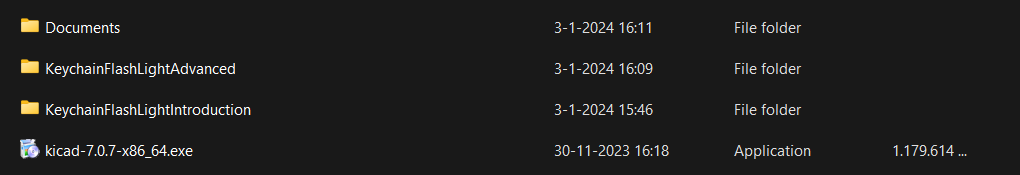 Documents 3-1-2024 16:11 File folder
KeychainFlashLightAdvanced 3-1-2024 16:09 File folder
KeychainFlashLightIntroduction 3-1-2024 15:46 File folder
kicad-7.0.7-x86_64.exe 30-11-2023 16:18 Application 1.179.614 ...